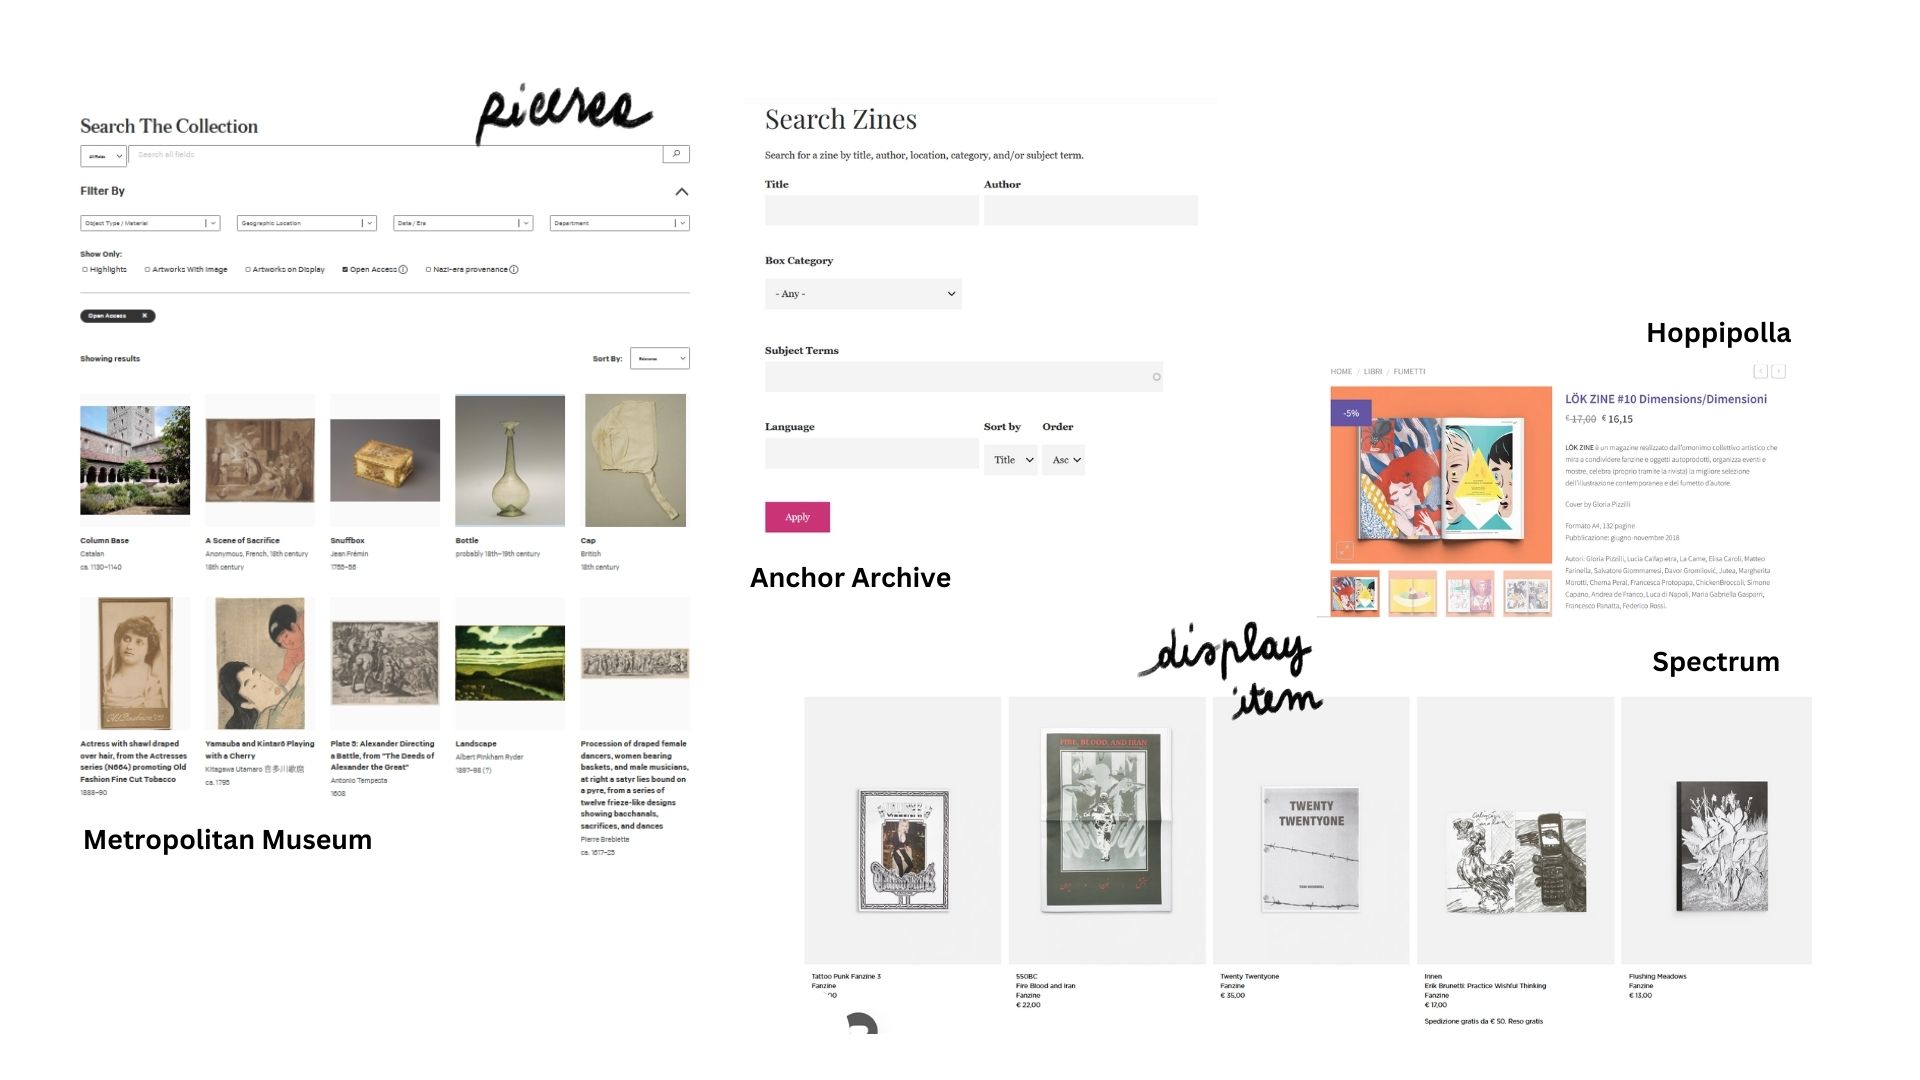 ricerca
Search The Collection
All Fields
Search all fields
Filter By
Object Type / Material
Geographic Location
Date / Era
Department
Show Only:
Highlights
Artworks With Image
Artworks on Display
Open Access
Nazi-era provenance
Open Access ×
Showing results
Sort By:
Relevance
Column Base
Catalan
ca. 1130–1140
A Scene of Sacrifice
Anonymous, French, 18th century
18th century
Snuffbox
Jean Frémin
1755–56
Bottle
probably 18th–19th century
Cap
British
18th century
Actress with shawl draped
over hair, from the Actresses
series (N664) promoting Old
Fashion Fine Cut Tobacco
1888–90
Yamauba and Kintarō Playing
with a Cherry
Kitagawa Utamaro 喜多川歌麿
ca. 1795
Plate 5: Alexander Directing
a Battle, from "The Deeds of
Alexander the Great"
Antonio Tempesta
1608
Landscape
Albert Pinkham Ryder
1897–98 (?)
Procession of draped female
dancers, women bearing
baskets, and male musicians,
at right a satyr lies bound on
a pyre, from a series of
twelve frieze-like designs
showing bacchanals,
sacrifices, and dances
Pierre Brebiette
ca. 1617–25
Metropolitan Museum
Search Zines
Search for a zine by title, author, location, category, and/or subject term.
Title
Author
Box Category
- Any -
Subject Terms
Language
Sort by
Order
Title
Asc
Apply
Anchor Archive
Hoppipolla
HOME / LIBRI / FUMETTI
-5%
LÖK ZINE #10 Dimensions/Dimensioni
€ 17,00 € 16,15
LÖK ZINE è un magazine realizzato dall'omonimo collettivo artistico che
mira a condividere fanzine e oggetti autoprodotti, organizza eventi e
mostre, celebra (proprio tramite la rivista) la migliore selezione
dell'illustrazione contemporanea e del fumetto d'autore.
Cover by Gloria Pizzilli
Formato A4, 132 pagine
Pubblicazione: giugno-novembre 2018
Autori: Gloria Pizzilli, Lucia Calfapietra, La Came, Elisa Caroli, Matteo
Farinella, Salvatore Giommarresi, Davor Gromilović, Jutea, Margherita
Morotti, Chema Peral, Francesca Protopapa, ChickenBroccoli, Simone
Capano, Andrea de Franco, Luca di Napoli, Maria Gabriella Gasparri,
Francesco Panatta, Federico Rossi.
display
item
Spectrum
FIRE, BLOOD, AND IRAN
TWENTY
TWENTYONE
Tattoo Punk Fanzine 3
Fanzine
550BC
Fire Blood and Iran
Fanzine
€ 22,00
Twenty Twentyone
Fanzine
€ 35,00
Innen
Erik Brunetti: Practice Wishful Thinking
Fanzine
€ 17,00
Spedizione gratis da € 50. Reso gratis
Flushing Meadows
Fanzine
€ 13,00